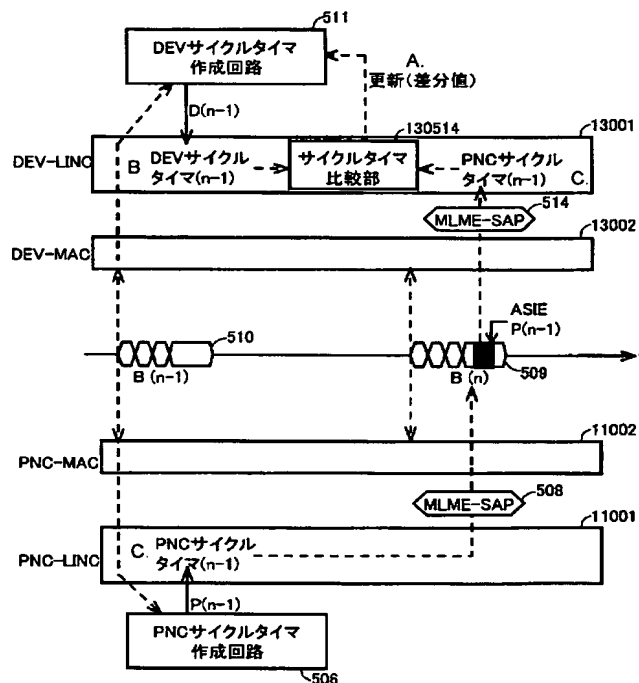 511
DEVサイクルタイマ
作成回路
A.
更新(差分値)
D(n-1)
130514
13001
DEV-LINC
B
DEVサイクル
タイマ(n-1)
サイクルタイマ
比較部
PNCサイクル
タイマ(n-1)
C.
MLME-SAP
514
13002
DEV-MAC
ASIE
P(n-1)
510
B (n-1)
B (n)
509
11002
PNC-MAC
MLME-SAP
508
11001
PNC-LINC
C.
PNCサイクル
タイマ(n-1)
P(n-1)
PNCサイクルタイマ
作成回路
506